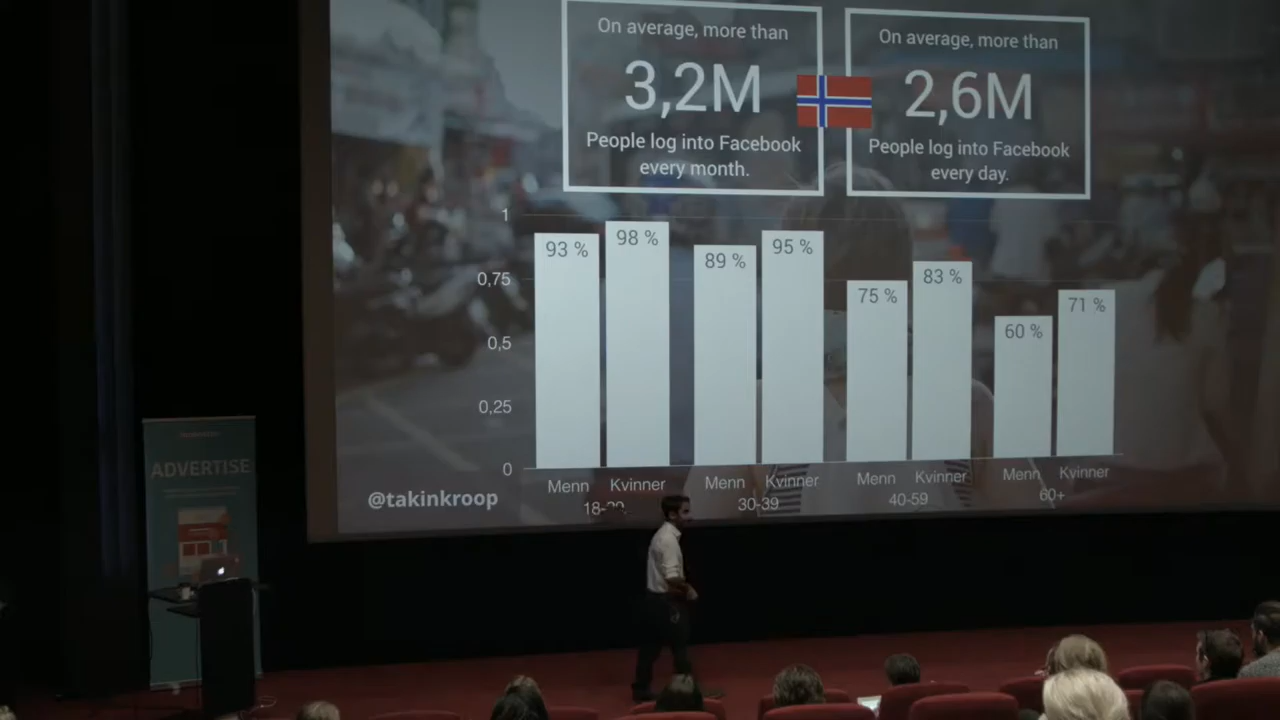 On average, more than
3,2M
People log into Facebook
every month.
On average, more than
2,6M
People log into Facebook
every day.
1
0,75
0,5
0,25
0
93 %
98 %
89 %
95 %
75 %
83 %
60 %
71 %
Menn
Kvinner
Menn
Kvinner
Menn
Kvinner
Menn
Kvinner
30-39
40-59
60+
@takinkroop
ADVERTISE